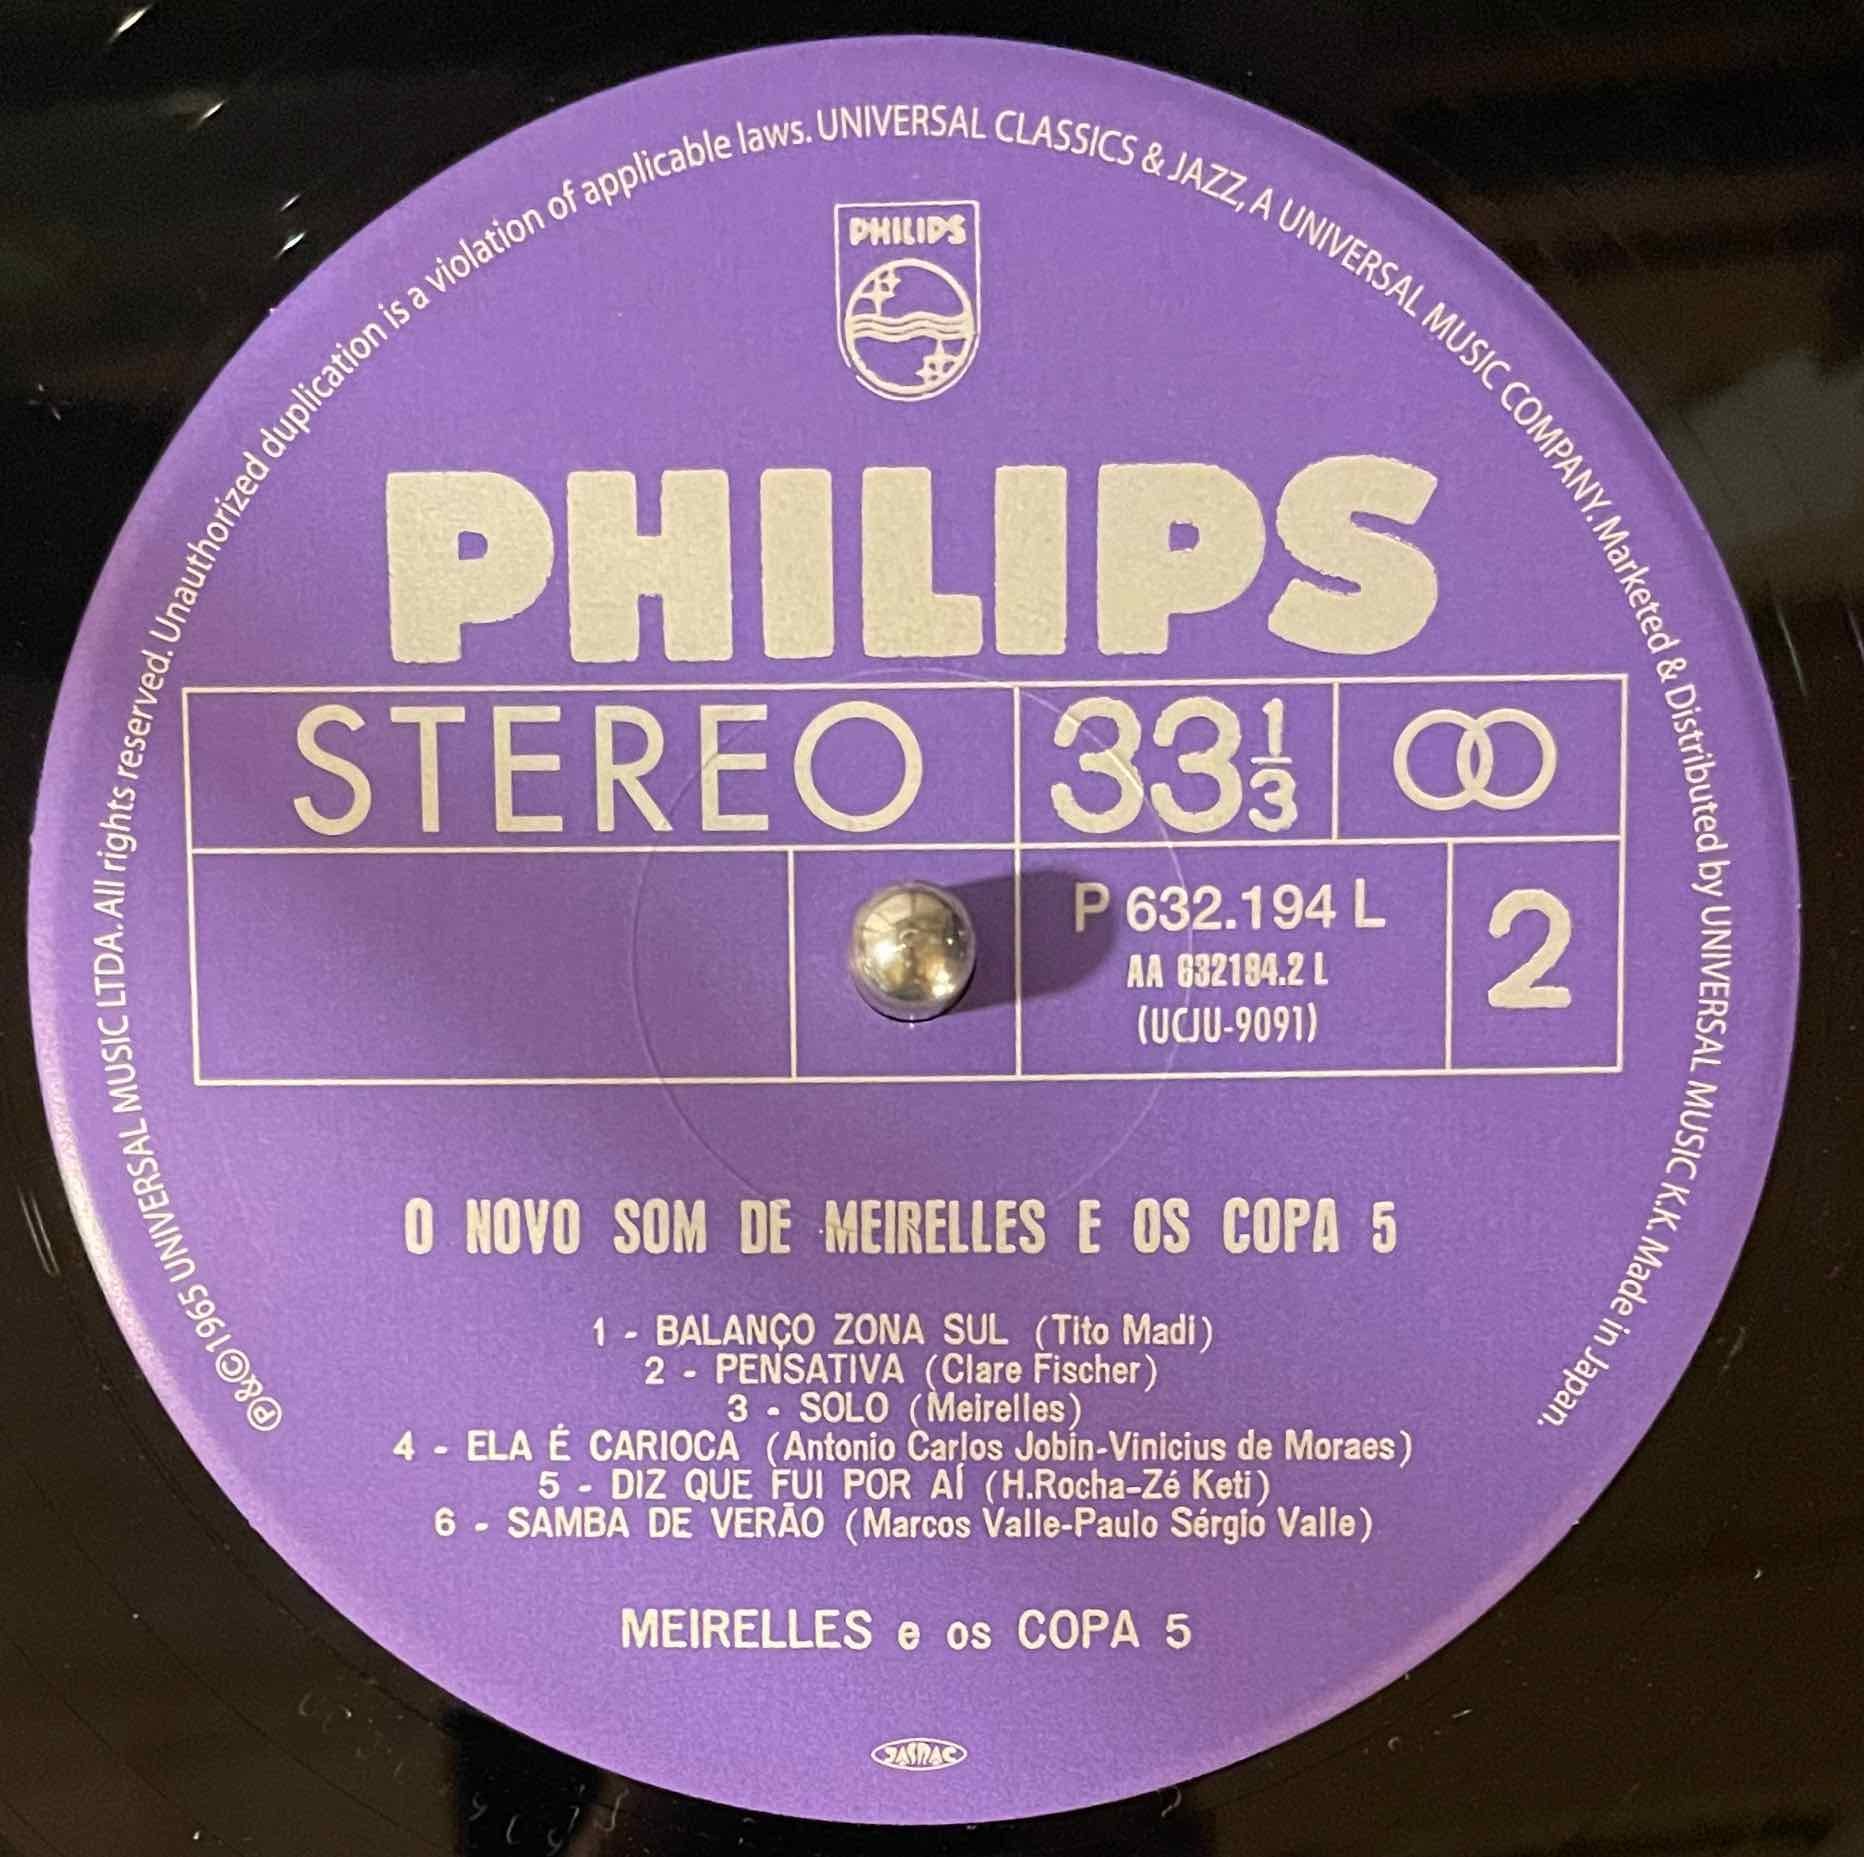 ℗&©1965 UNIVERSAL MUSIC LTDA. All rights reserved. Unauthorized duplication is a violation of applicable laws. UNIVERSAL CLASSICS & JAZZ, A UNIVERSAL MUSIC COMPANY. Marketed & Distributed by UNIVERSAL MUSIC K.K. Made in Japan.
PHILIPS
PHILIPS
STEREO 33 1/3
P 632.194 L
AA 632194.2 L
(UCJU-9091)
2
O NOVO SOM DE MEIRELLES E OS COPA 5
1 - BALANÇO ZONA SUL (Tito Madi)
2 - PENSATIVA (Clare Fischer)
3 - SOLO (Meirelles)
4 - ELA É CARIOCA (Antonio Carlos Jobin-Vinicius de Moraes)
5 - DIZ QUE FUI POR AÍ (H.Rocha-Zé Keti)
6 - SAMBA DE VERÃO (Marcos Valle-Paulo Sérgio Valle)
MEIRELLES e os COPA 5
JASRAC